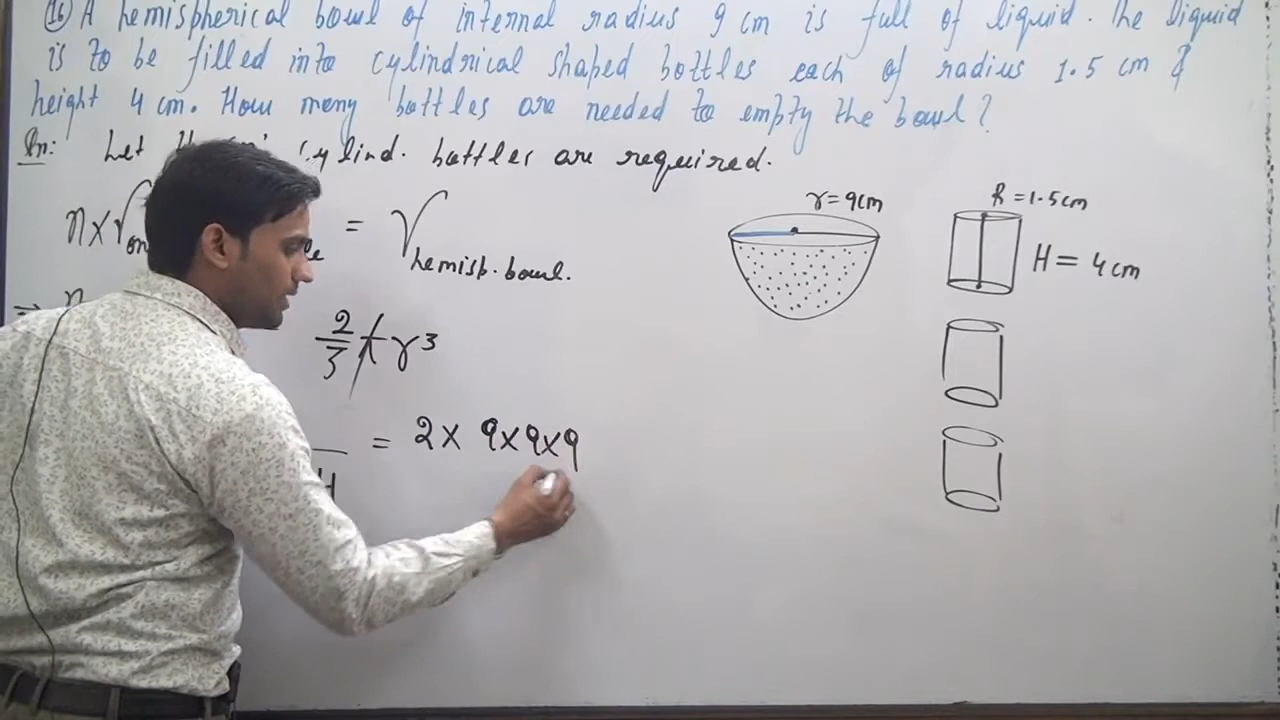 (16) A hemispherical bowl of internal radius 9 cm is full of liquid. The liquid
is to be filled into cylindrical shaped bottles each of radius 1.5 cm &
height 4 cm. How many bottles are needed to empty the bowl?
Let cylind. bottles are required.
n×V = V hemisp. bowl.
2/3 π r³
= 2 × 9×9×9
H
r = 9cm
R = 1.5cm
H = 4cm